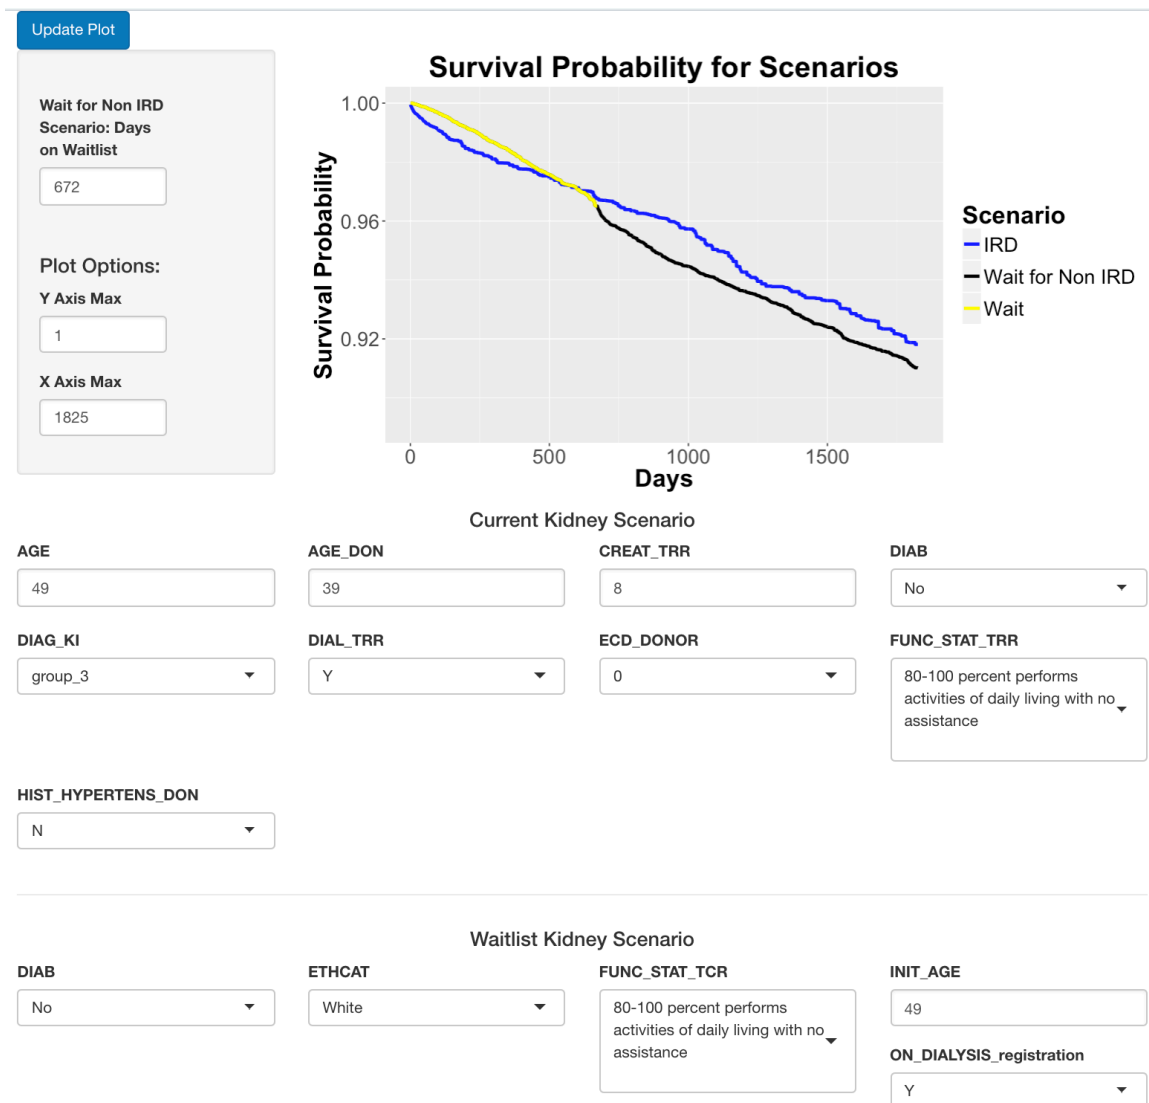 Update Plot
Wait for Non IRD
Scenario: Days
on Waitlist
672
Plot Options:
Y Axis Max
1
X Axis Max
1825
Survival Probability for Scenarios
Survival Probability
1.00
0.96
0.92
0
500
1000
1500
Days
Scenario
IRD
Wait for Non IRD
Wait
Current Kidney Scenario
AGE
AGE_DON
CREAT_TRR
DIAB
49
39
8
No
DIAG_KI
DIAL_TRR
ECD_DONOR
FUNC_STAT_TRR
group_3
Y
0
80-100 percent performs
activities of daily living with no
assistance
HIST_HYPERTENS_DON
N
Waitlist Kidney Scenario
DIAB
ETHCAT
FUNC_STAT_TCR
INIT_AGE
No
White
80-100 percent performs
activities of daily living with no
assistance
49
ON_DIALYSIS_registration
Y